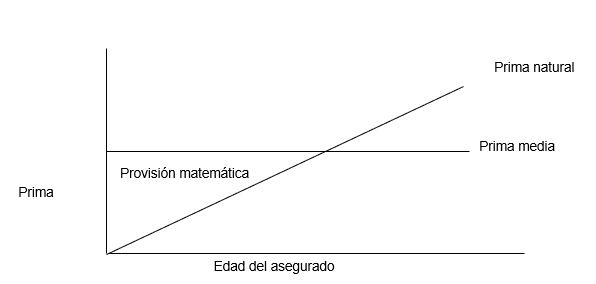 Prima natural
Prima media
Provisión matemática
Prima
Edad del asegurado